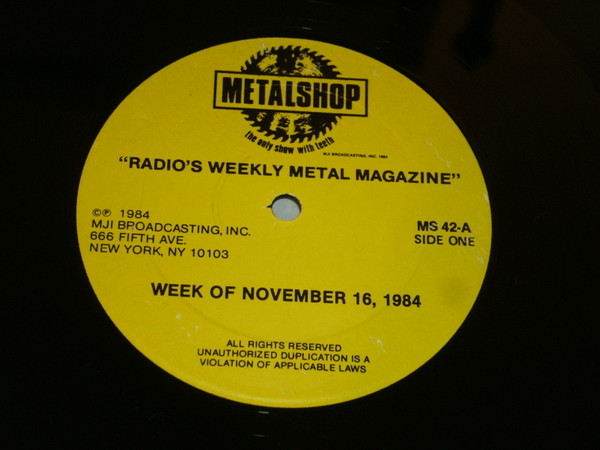 METALSHOP
the only show with teeth
MJI BROADCASTING, INC. 1984
"RADIO'S WEEKLY METAL MAGAZINE"
©℗ 1984
MJI BROADCASTING, INC.
666 FIFTH AVE.
NEW YORK, NY 10103
MS 42-A
SIDE ONE
WEEK OF NOVEMBER 16, 1984
ALL RIGHTS RESERVED
UNAUTHORIZED DUPLICATION IS A
VIOLATION OF APPLICABLE LAWS